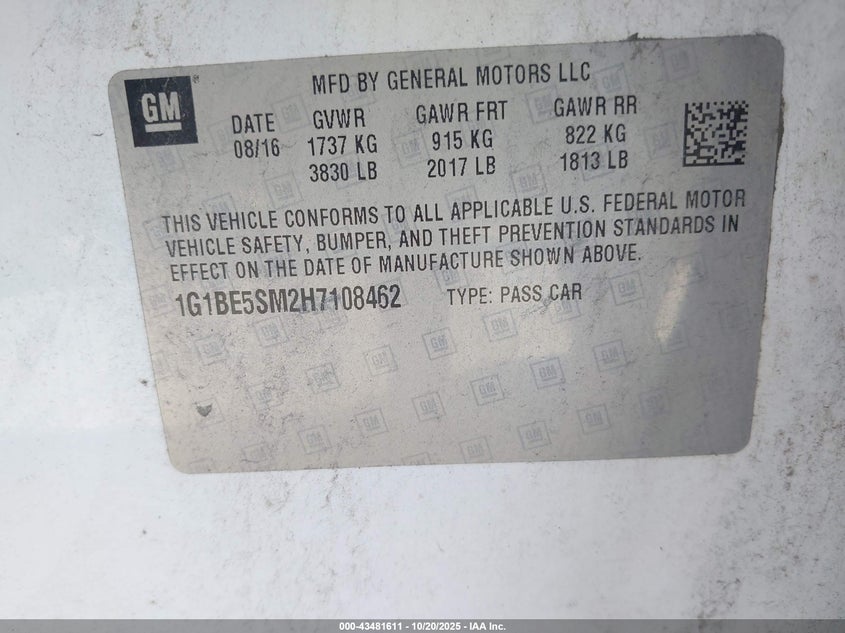 MFD BY GENERAL MOTORS LLC
GM
DATE GVWR GAWR FRT GAWR RR
08/16 1737 KG 915 KG 822 KG
3830 LB 2017 LB 1813 LB
THIS VEHICLE CONFORMS TO ALL APPLICABLE U.S. FEDERAL MOTOR
VEHICLE SAFETY, BUMPER, AND THEFT PREVENTION STANDARDS IN
EFFECT ON THE DATE OF MANUFACTURE SHOWN ABOVE.
1G1BE5SM2H7108462 TYPE: PASS CAR
000-43481611 - 10/20/2025 - IAA Inc.